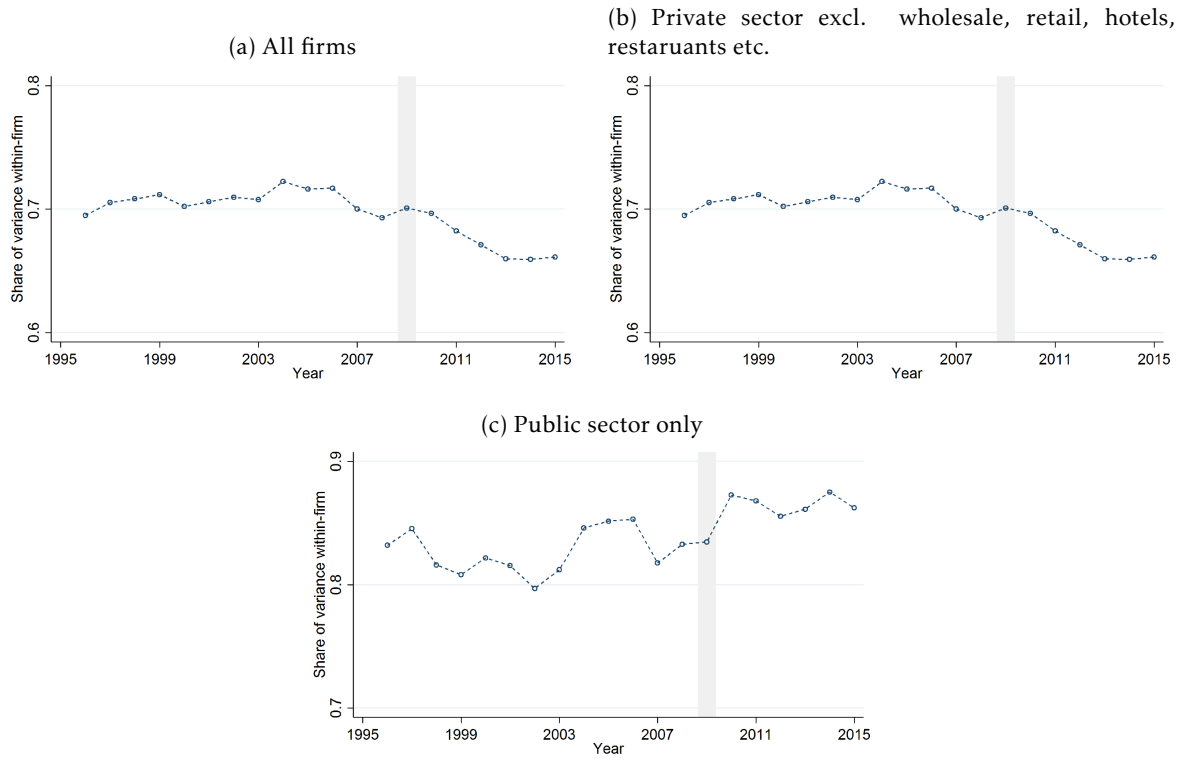 (a) All firms
(b) Private sector excl. wholesale, retail, hotels,
restaruants etc.
Share of variance within-firm
0.8
0.7
0.6
1995 1999 2003 2007 2011 2015
Year
Share of variance within-firm
0.8
0.7
0.6
1995 1999 2003 2007 2011 2015
Year
(c) Public sector only
Share of variance within-firm
0.9
0.8
0.7
1995 1999 2003 2007 2011 2015
Year